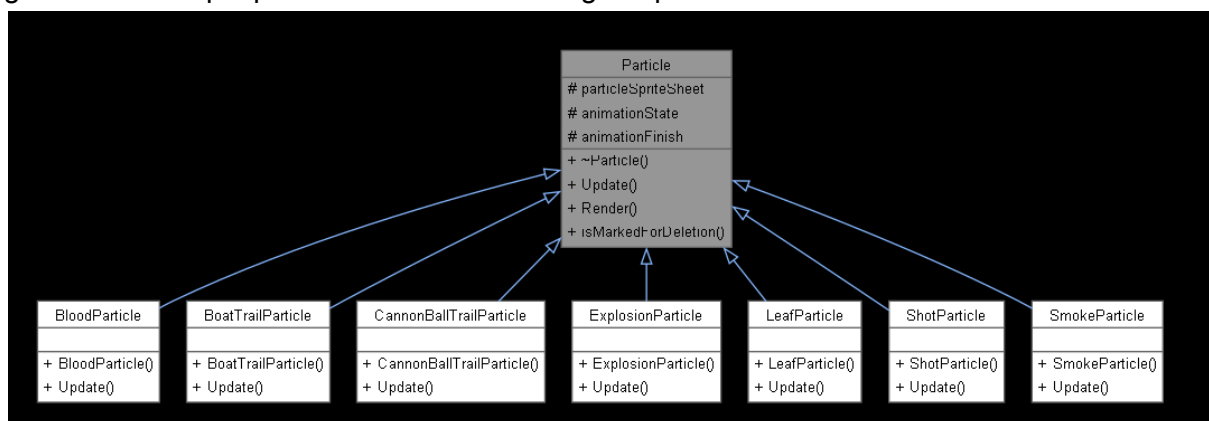 Particle
# particleSpriteSheet
# animationState
# animationFinish
+ ~Particle()
+ Update()
+ Render()
+ isMarkedForDeletion()
BloodParticle
+ BloodParticle()
+ Update()
BoatTrailParticle
+ BoatTrailParticle()
+ Update()
CannonBallTrailParticle
+ CannonBallTrailParticle()
+ Update()
ExplosionParticle
+ ExplosionParticle()
+ Update()
LeafParticle
+ LeafParticle()
+ Update()
ShotParticle
+ ShotParticle()
+ Update()
SmokeParticle
+ SmokeParticle()
+ Update()